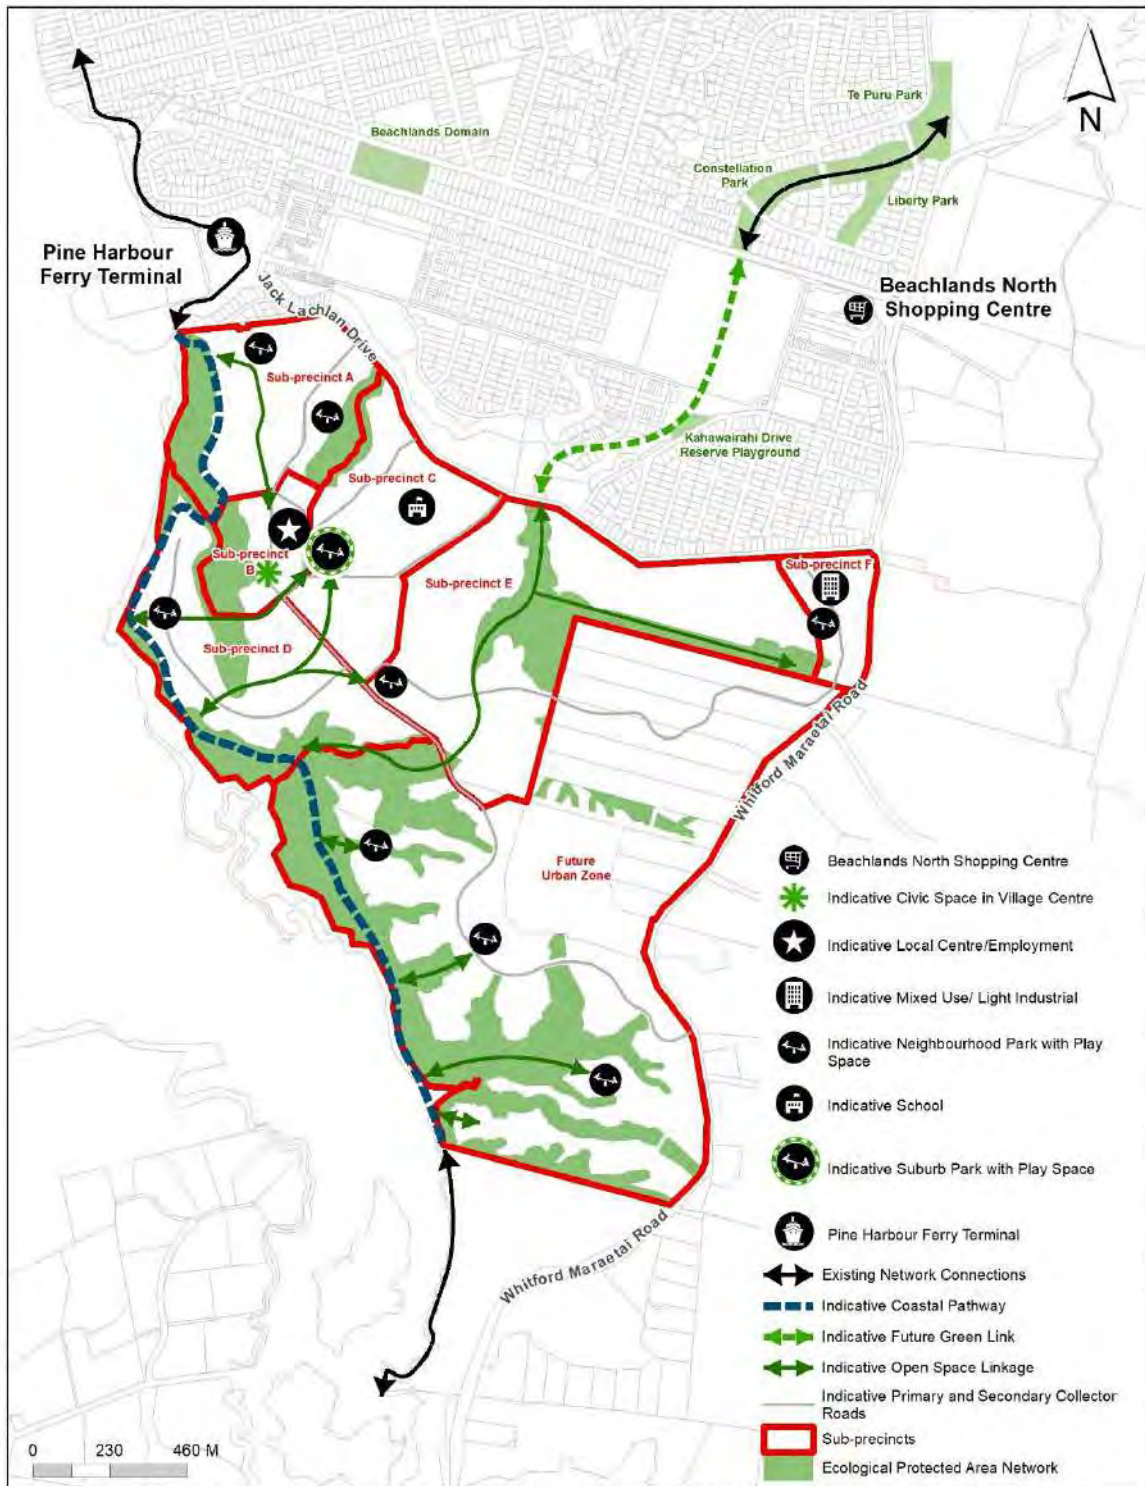 Te Puru Park
N
Beachlands Domain
Constellation
Park
Liberty Park
Pine Harbour
Ferry Terminal
Beachlands North
Shopping Centre
Jack Lachlan Drive
Sub-precinct A
Kahawairahi Drive
Reserve Playground
Sub-precinct C
Sub-precinct
B
Sub-precinct E
Sub-precinct F
Sub-precinct D
Whitford Maraetai Road
Future
Urban Zone
Beachlands North Shopping Centre
Indicative Civic Space in Village Centre
Indicative Local Centre/Employment
Indicative Mixed Use/ Light Industrial
Indicative Neighbourhood Park with Play
Space
Indicative School
Indicative Suburb Park with Play Space
Pine Harbour Ferry Terminal
Whitford Maraetai Road
Existing Network Connections
Indicative Coastal Pathway
Indicative Future Green Link
Indicative Open Space Linkage
Indicative Primary and Secondary Collector
Roads
Sub-precincts
Ecological Protected Area Network
0 230 460 M